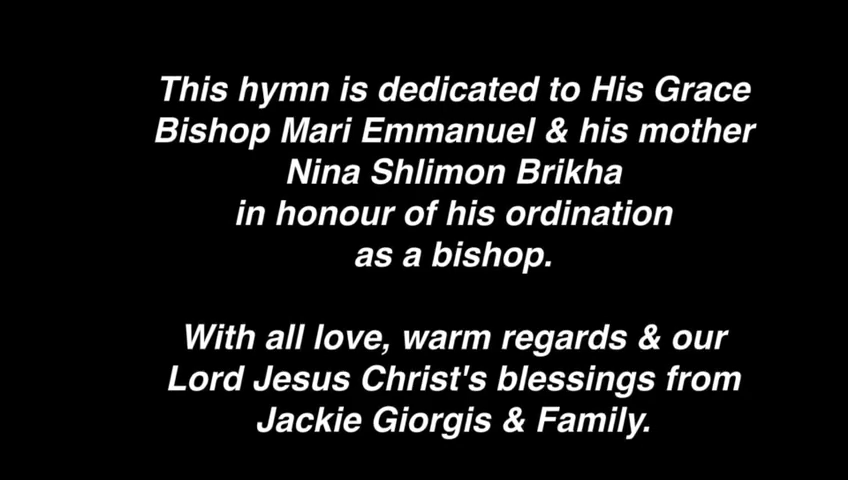 This hymn is dedicated to His Grace
Bishop Mari Emmanuel & his mother
Nina Shlimon Brikha
in honour of his ordination
as a bishop.
With all love, warm regards & our
Lord Jesus Christ's blessings from
Jackie Giorgis & Family.